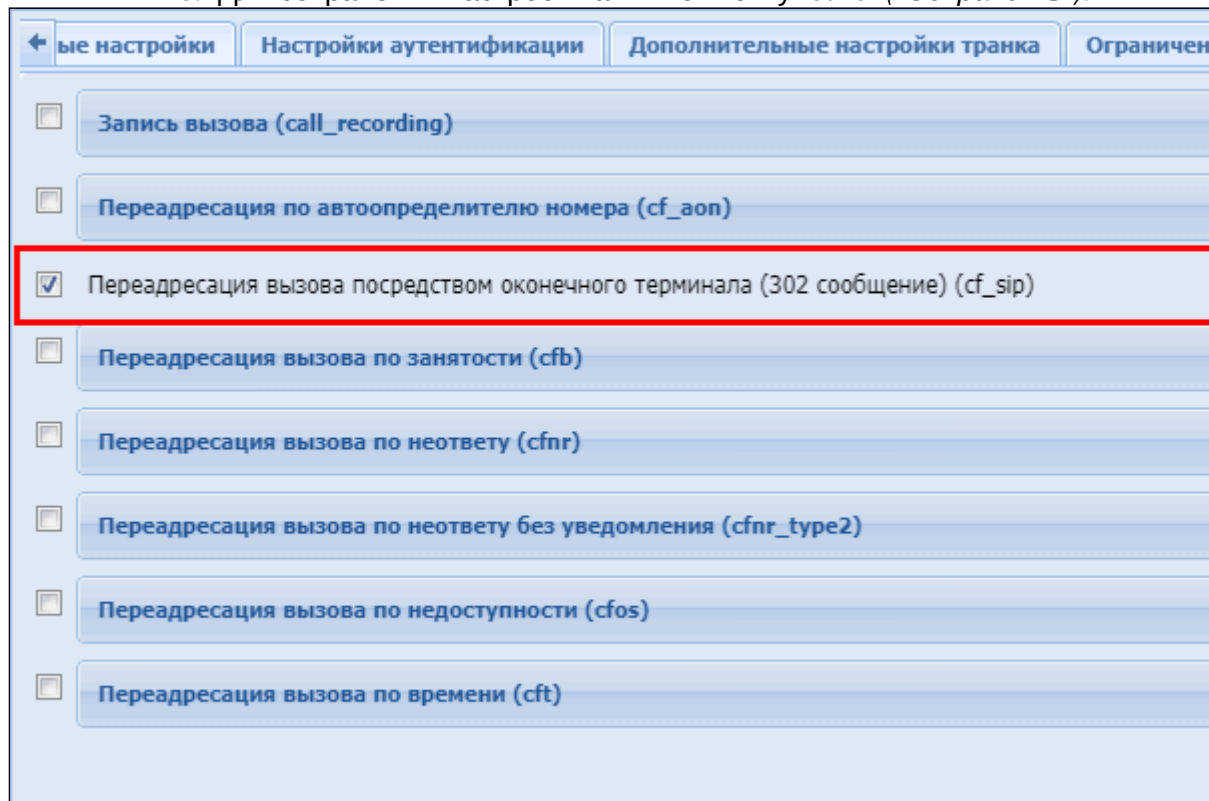 ые настройки Настройки аутентификации Дополнительные настройки транка Ограничен
Запись вызова (call_recording)
Переадресация по автоопределителю номера (cf_aon)
Переадресация вызова посредством оконечного терминала (302 сообщение) (cf_sip)
Переадресация вызова по занятости (cfb)
Переадресация вызова по неответу (cfnr)
Переадресация вызова по неответу без уведомления (cfnr_type2)
Переадресация вызова по недоступности (cfos)
Переадресация вызова по времени (cft)